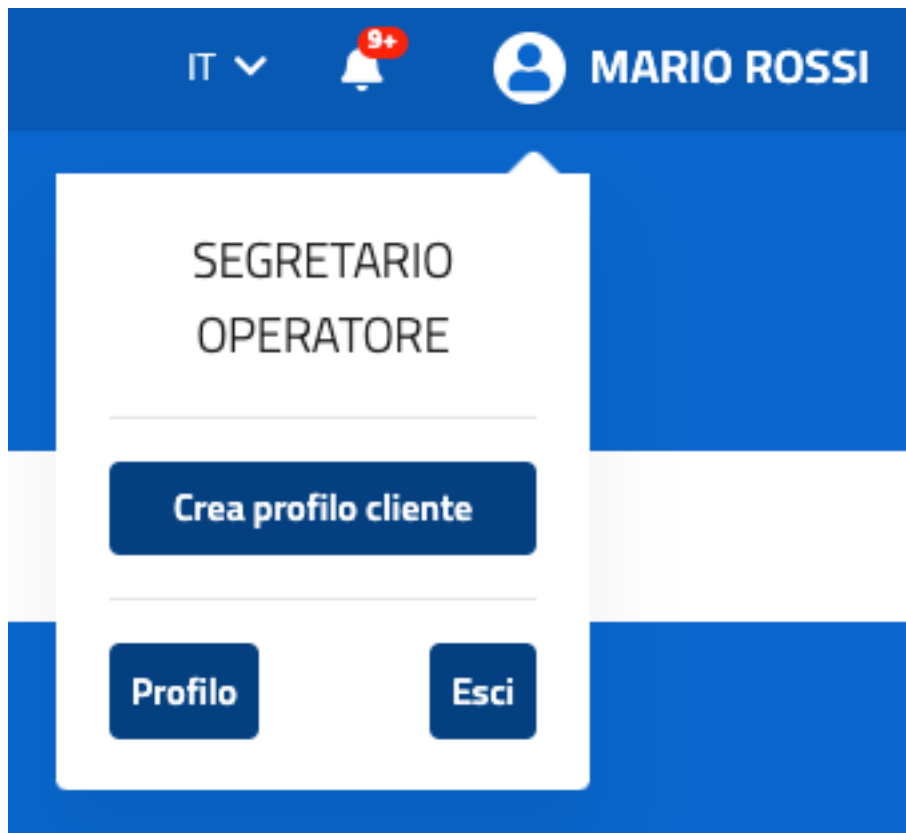 IT
9+
MARIO ROSSI
SEGRETARIO
OPERATORE
Crea profilo cliente
Profilo
Esci